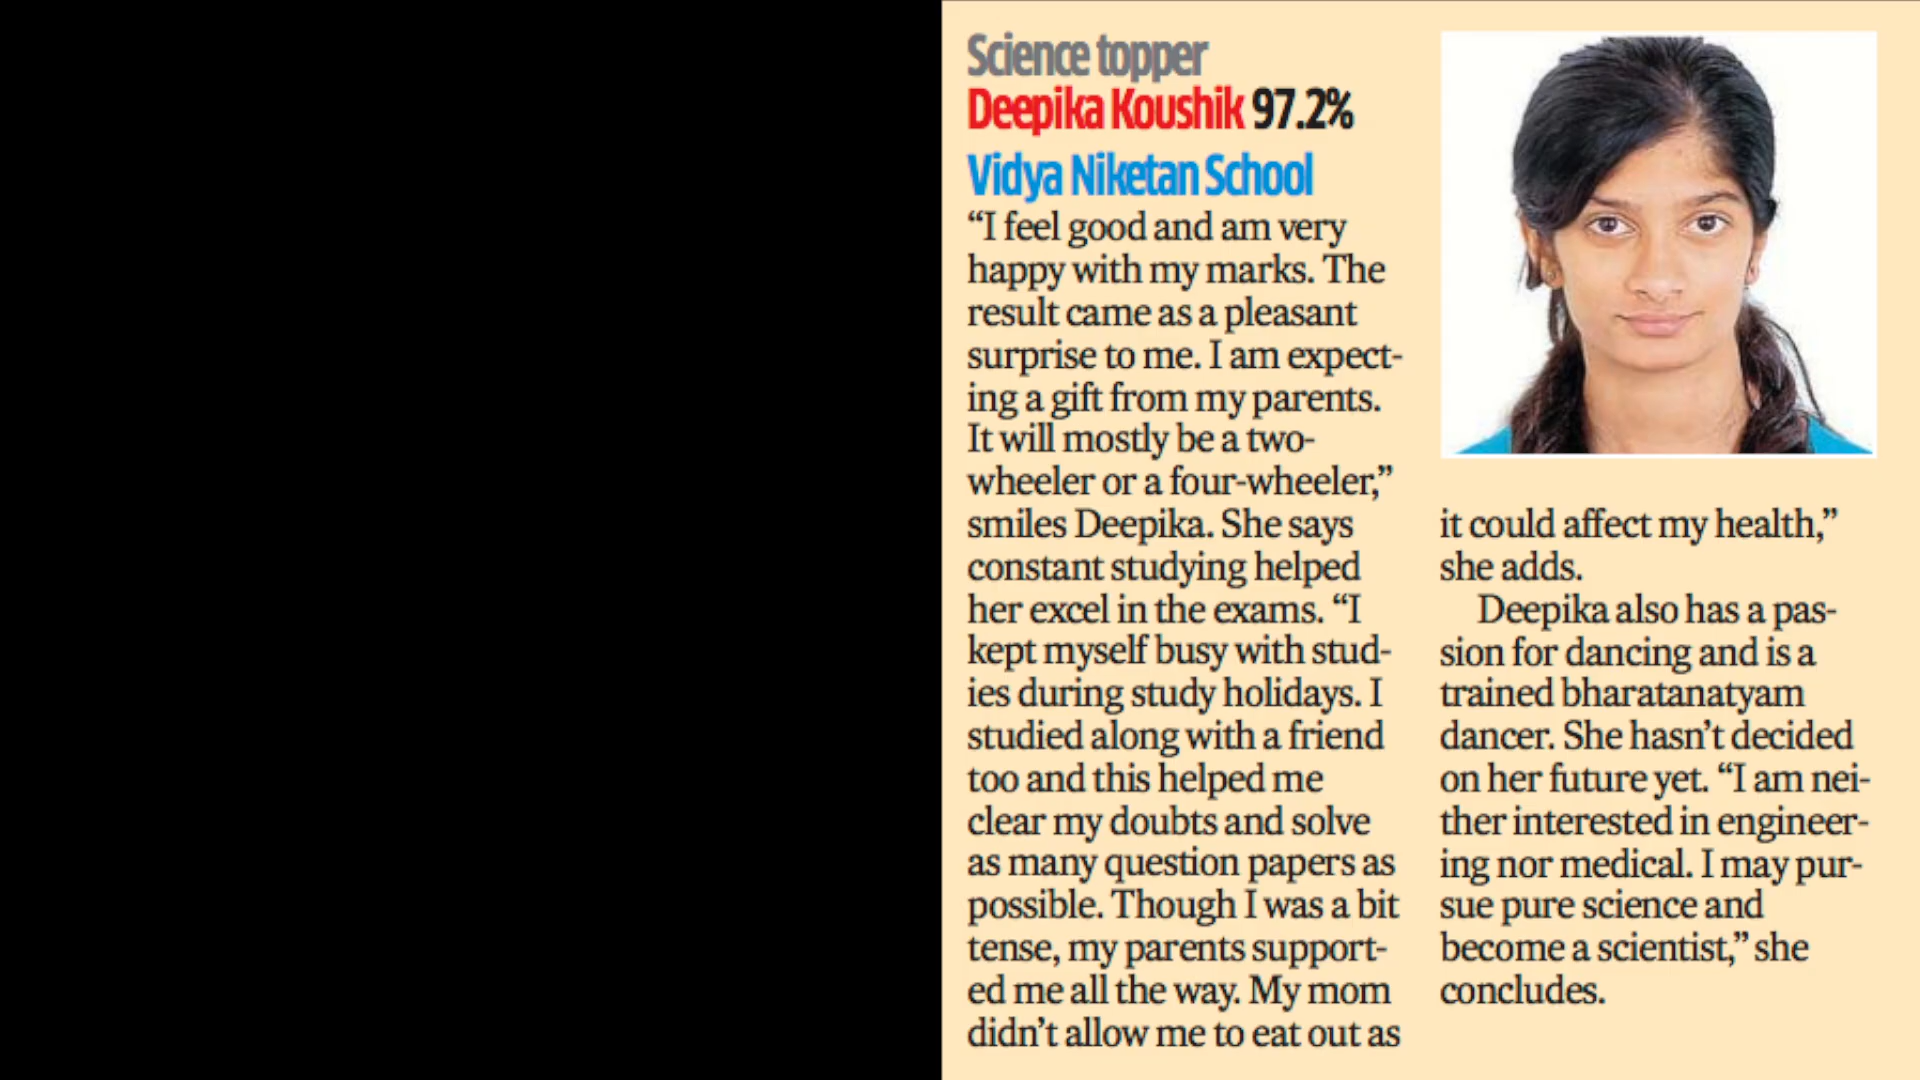 Science topper
Deepika Koushik 97.2%
Vidya Niketan School
“I feel good and am very
happy with my marks. The
result came as a pleasant
surprise to me. I am expect-
ing a gift from my parents.
It will mostly be a two-
wheeler or a four-wheeler,”
smiles Deepika. She says
constant studying helped
her excel in the exams. “I
kept myself busy with stud-
ies during study holidays. I
studied along with a friend
too and this helped me
clear my doubts and solve
as many question papers as
possible. Though I was a bit
tense, my parents support-
ed me all the way. My mom
didn’t allow me to eat out as
it could affect my health,”
she adds.
Deepika also has a pas-
sion for dancing and is a
trained bharatanatyam
dancer. She hasn’t decided
on her future yet. “I am nei-
ther interested in engineer-
ing nor medical. I may pur-
sue pure science and
become a scientist,” she
concludes.